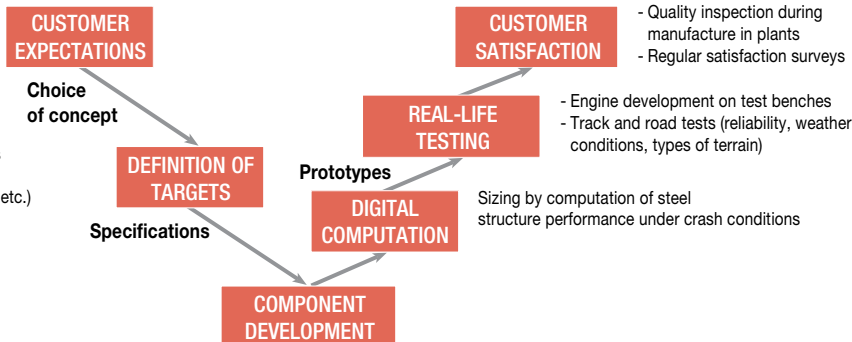 CUSTOMER
EXPECTATIONS
Choice
of concept
DEFINITION OF
TARGETS
etc.)
Specifications
COMPONENT
DEVELOPMENT
DIGITAL
COMPUTATION
Sizing by computation of steel
structure performance under crash conditions
Prototypes
REAL-LIFE
TESTING
- Engine development on test benches
- Track and road tests (reliability, weather
conditions, types of terrain)
CUSTOMER
SATISFACTION
- Quality inspection during
manufacture in plants
- Regular satisfaction surveys